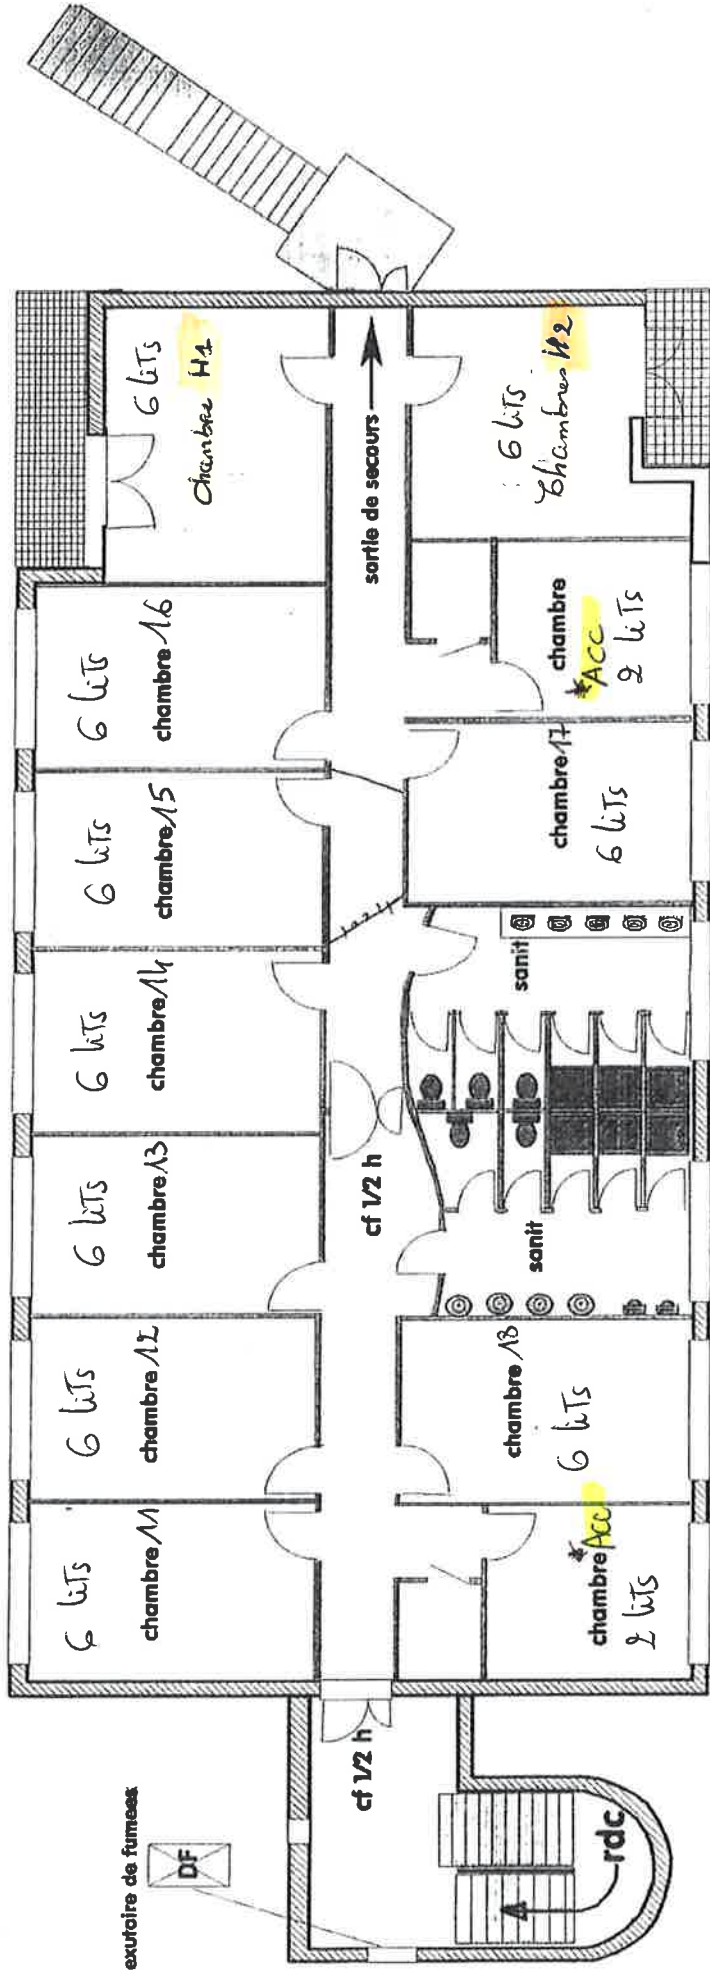 exutoire de fumees
DF
cf 1/2 h
rdc
6 liTs
chambre 11
6 liTs
chambre 12
6 liTs
chambre 13
6 liTs
chambre 14
6 liTs
chambre 15
6 liTs
chambre 16
6 liTs
Chambre H1
cf 1/2 h
sortie de secours
chambre *ACC
2 liTs
chambre 18
6 liTs
sanit
sanit
chambre 17
6 liTs
chambre
*ACC
2 liTs
6 liTs
Chambres H2